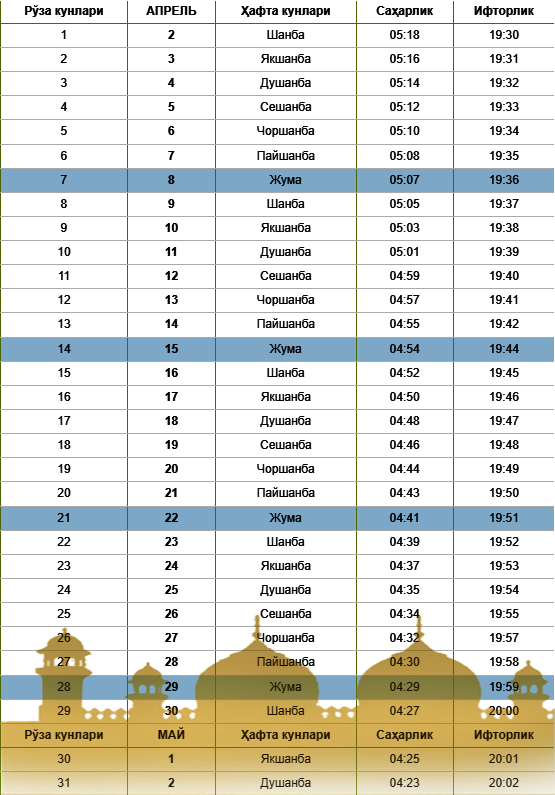 Рўза кунлари АПРЕЛЬ Ҳафта кунлари Саҳарлик Ифторлик
1 2 Шанба 05:18 19:30
2 3 Якшанба 05:16 19:31
3 4 Душанба 05:14 19:32
4 5 Сешанба 05:12 19:33
5 6 Чоршанба 05:10 19:34
6 7 Пайшанба 05:08 19:35
7 8 Жума 05:07 19:36
8 9 Шанба 05:05 19:37
9 10 Якшанба 05:03 19:38
10 11 Душанба 05:01 19:39
11 12 Сешанба 04:59 19:40
12 13 Чоршанба 04:57 19:41
13 14 Пайшанба 04:55 19:42
14 15 Жума 04:54 19:44
15 16 Шанба 04:52 19:45
16 17 Якшанба 04:50 19:46
17 18 Душанба 04:48 19:47
18 19 Сешанба 04:46 19:48
19 20 Чоршанба 04:44 19:49
20 21 Пайшанба 04:43 19:50
21 22 Жума 04:41 19:51
22 23 Шанба 04:39 19:52
23 24 Якшанба 04:37 19:53
24 25 Душанба 04:35 19:54
25 26 Сешанба 04:34 19:55
26 27 Чоршанба 04:32 19:57
27 28 Пайшанба 04:30 19:58
28 29 Жума 04:29 19:59
29 30 Шанба 04:27 20:00
Рўза кунлари МАЙ Ҳафта кунлари Саҳарлик Ифторлик
30 1 Якшанба 04:25 20:01
31 2 Душанба 04:23 20:02